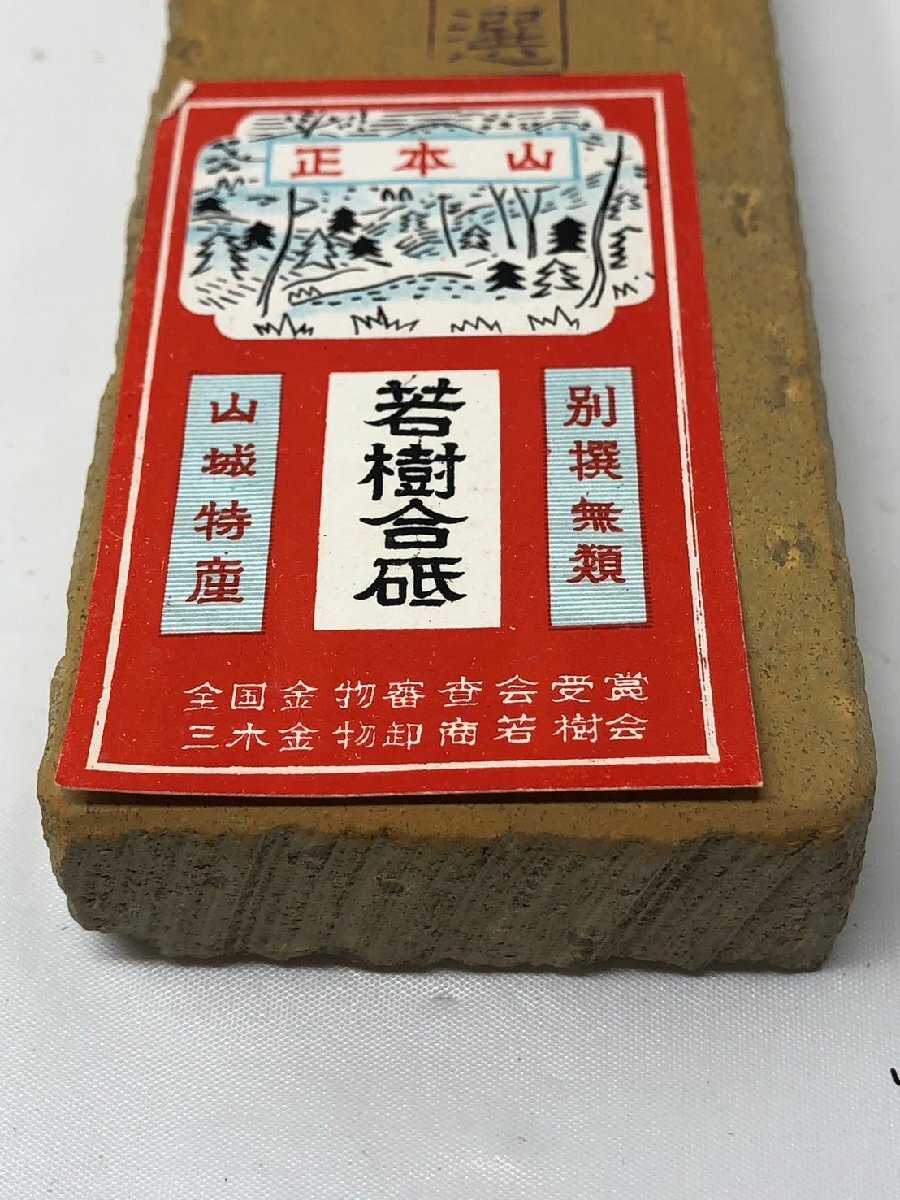 選
正本山
別撰無類
若樹合砥
山城特産
全国金物審査会受賞
三木金物卸商若樹会